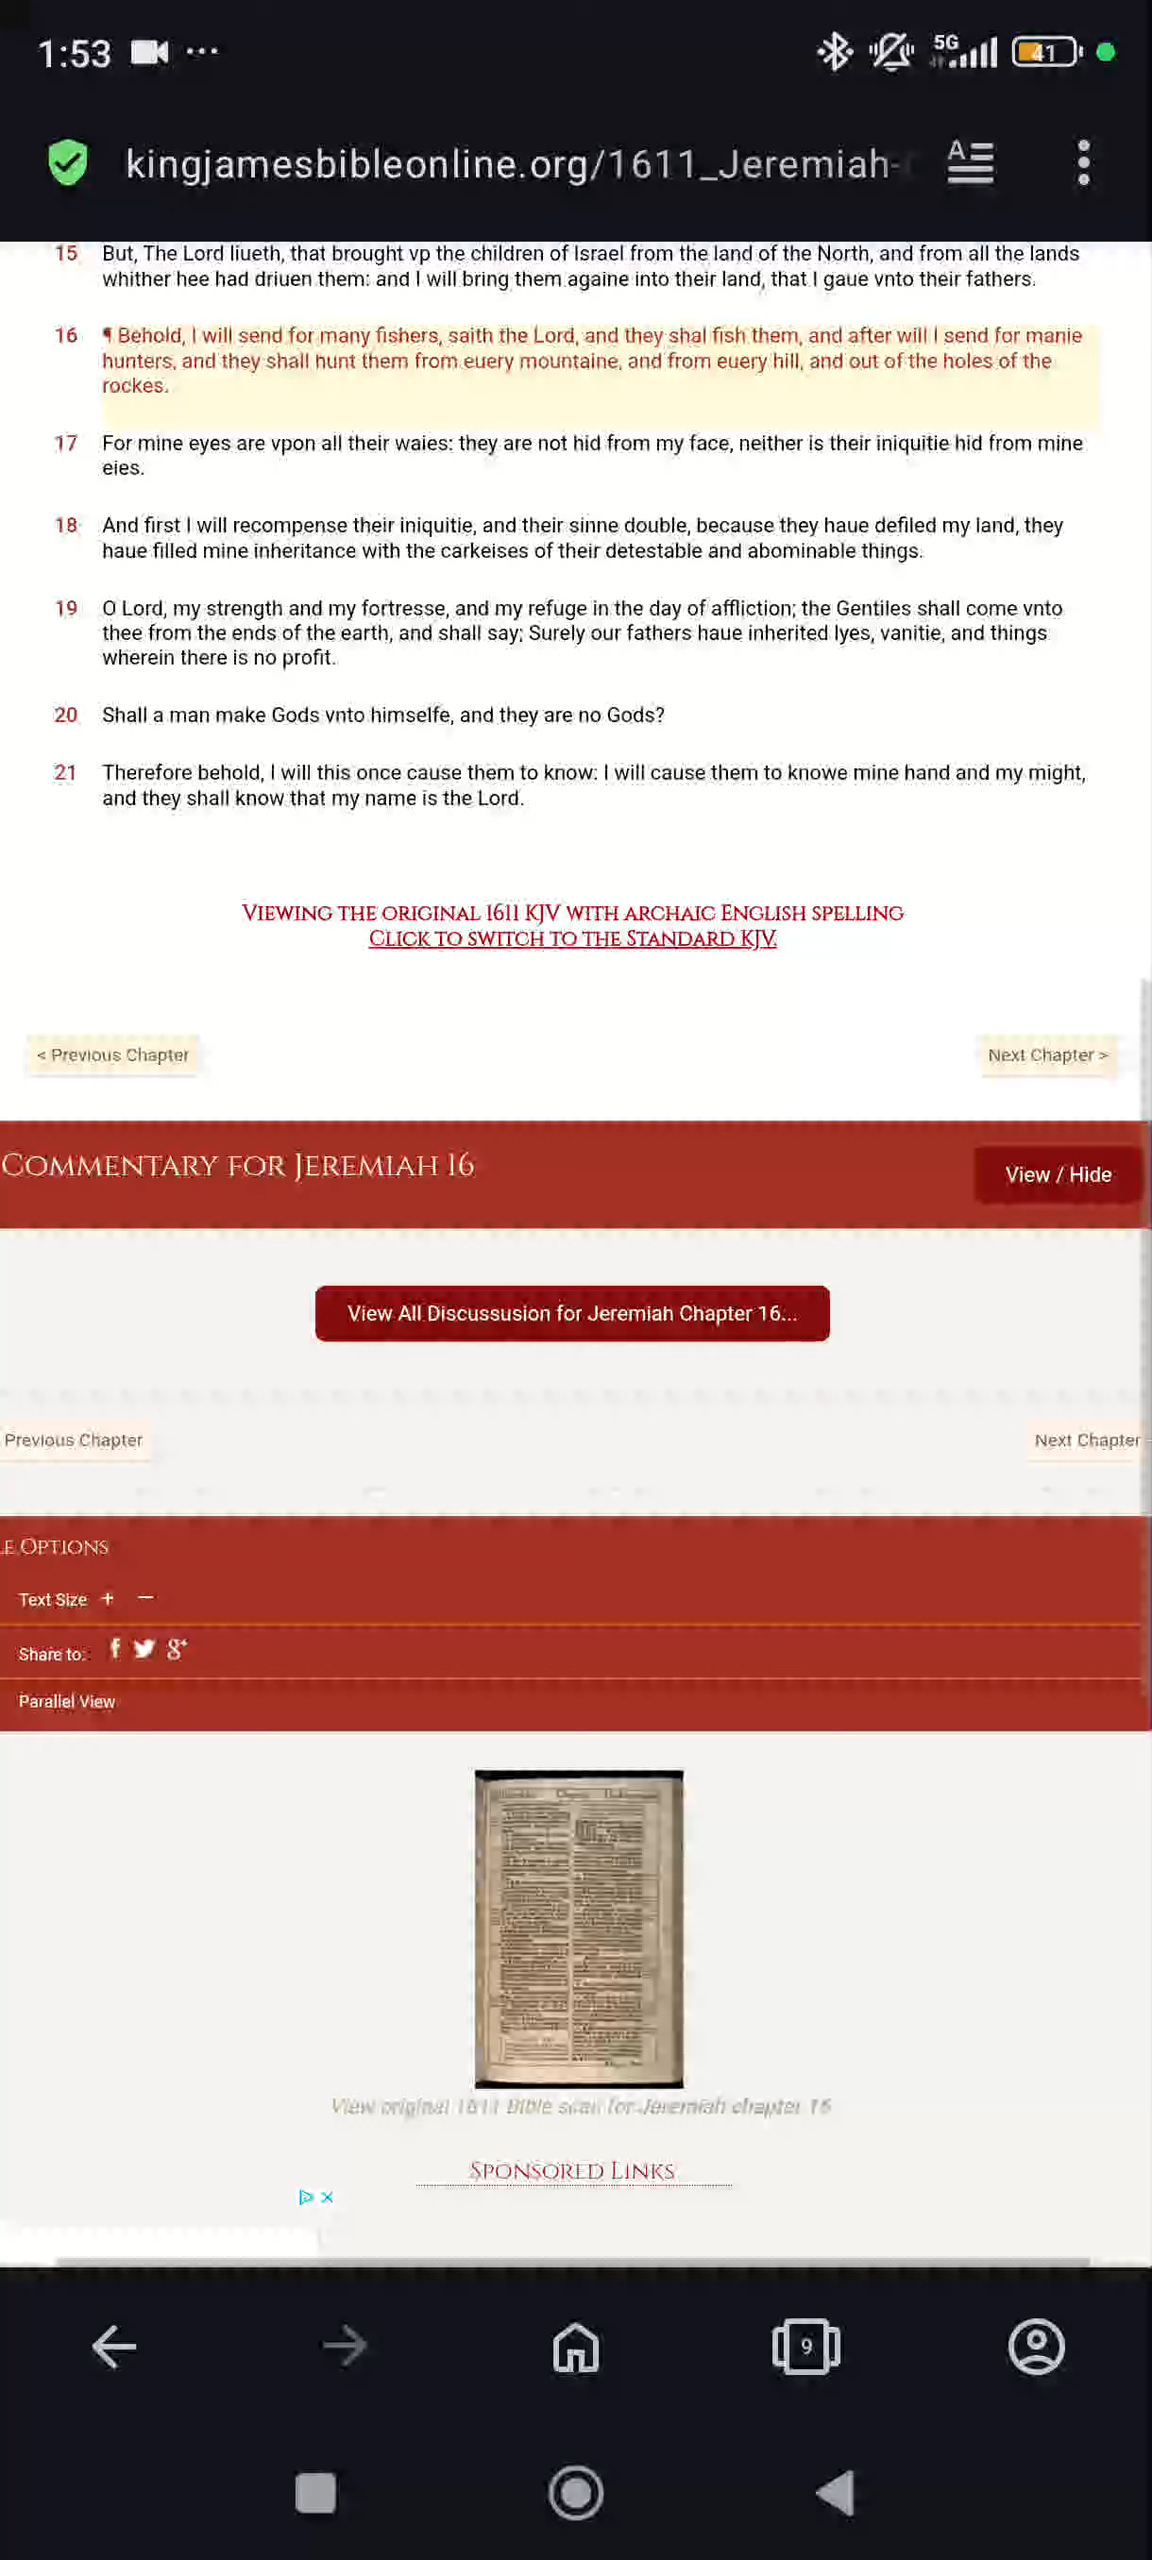 1:53
5G
41
kingjamesbibleonline.org/1611_Jeremiah-
15 But, The Lord liueth, that brought vp the children of Israel from the land of the North, and from all the lands
whither hee had driuen them: and I will bring them againe into their land, that I gaue vnto their fathers.
16 ¶ Behold, I will send for many fishers, saith the Lord, and they shal fish them, and after will I send for manie
hunters, and they shall hunt them from euery mountaine, and from euery hill, and out of the holes of the
rockes.
17 For mine eyes are vpon all their waies: they are not hid from my face, neither is their iniquitie hid from mine
eies.
18 And first I will recompense their iniquitie, and their sinne double, because they haue defiled my land, they
haue filled mine inheritance with the carkeises of their detestable and abominable things.
19 O Lord, my strength and my fortresse, and my refuge in the day of affliction; the Gentiles shall come vnto
thee from the ends of the earth, and shall say; Surely our fathers haue inherited lyes, vanitie, and things
wherein there is no profit.
20 Shall a man make Gods vnto himselfe, and they are no Gods?
21 Therefore behold, I will this once cause them to know: I will cause them to knowe mine hand and my might,
and they shall know that my name is the Lord.
Viewing the original 1611 KJV with archaic English spelling
Click to switch to the Standard KJV.
< Previous Chapter
Next Chapter >
Commentary for Jeremiah 16
View / Hide
View All Discussusion for Jeremiah Chapter 16...
Previous Chapter
Next Chapter
le Options
Text Size + −
Share to: f g+
Parallel View
View original 1611 Bible scan for Jeremiah chapter 16
Sponsored Links
9